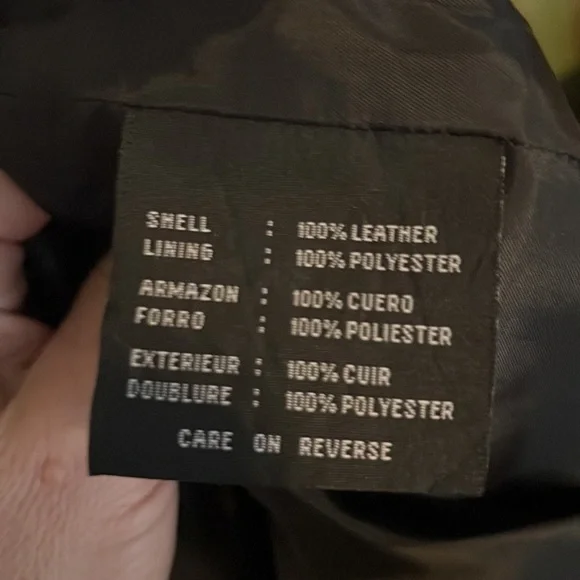 SHELL : 100% LEATHER
LINING : 100% POLYESTER
ARMAZON : 100% CUERO
FORRO : 100% POLIESTER
EXTERIEUR : 100% CUIR
DOUBLURE : 100% POLYESTER
CARE ON REVERSE